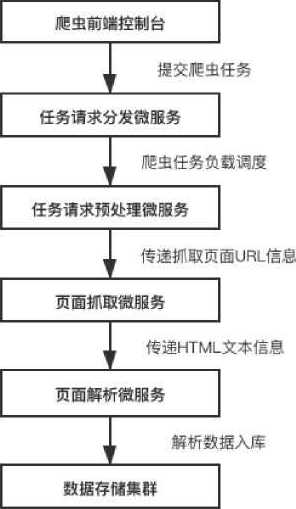 爬虫前端控制台
提交爬虫任务
任务请求分发微服务
爬虫任务负载调度
任务请求预处理微服务
传递抓取页面URL信息
页面抓取微服务
传递HTML文本信息
页面解析微服务
解析数据入库
数据存储集群